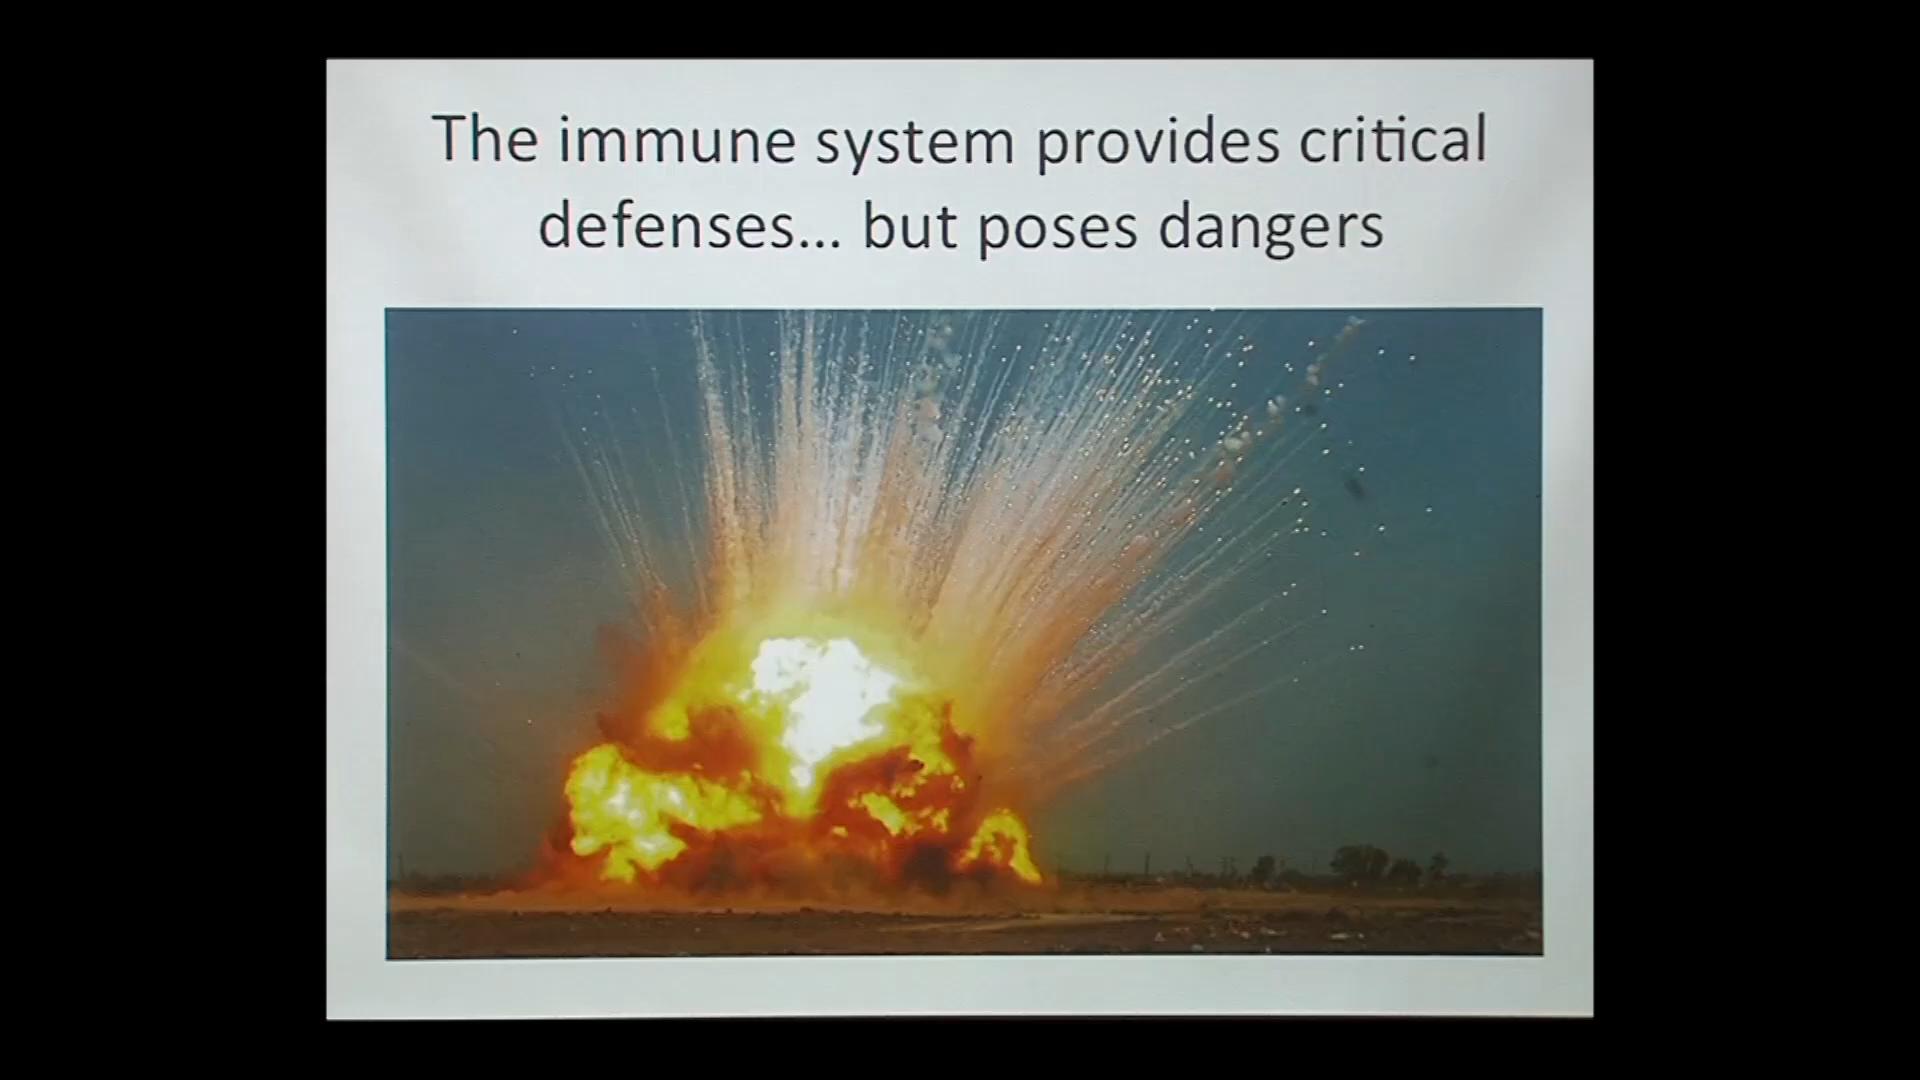 The immune system provides critical
defenses... but poses dangers